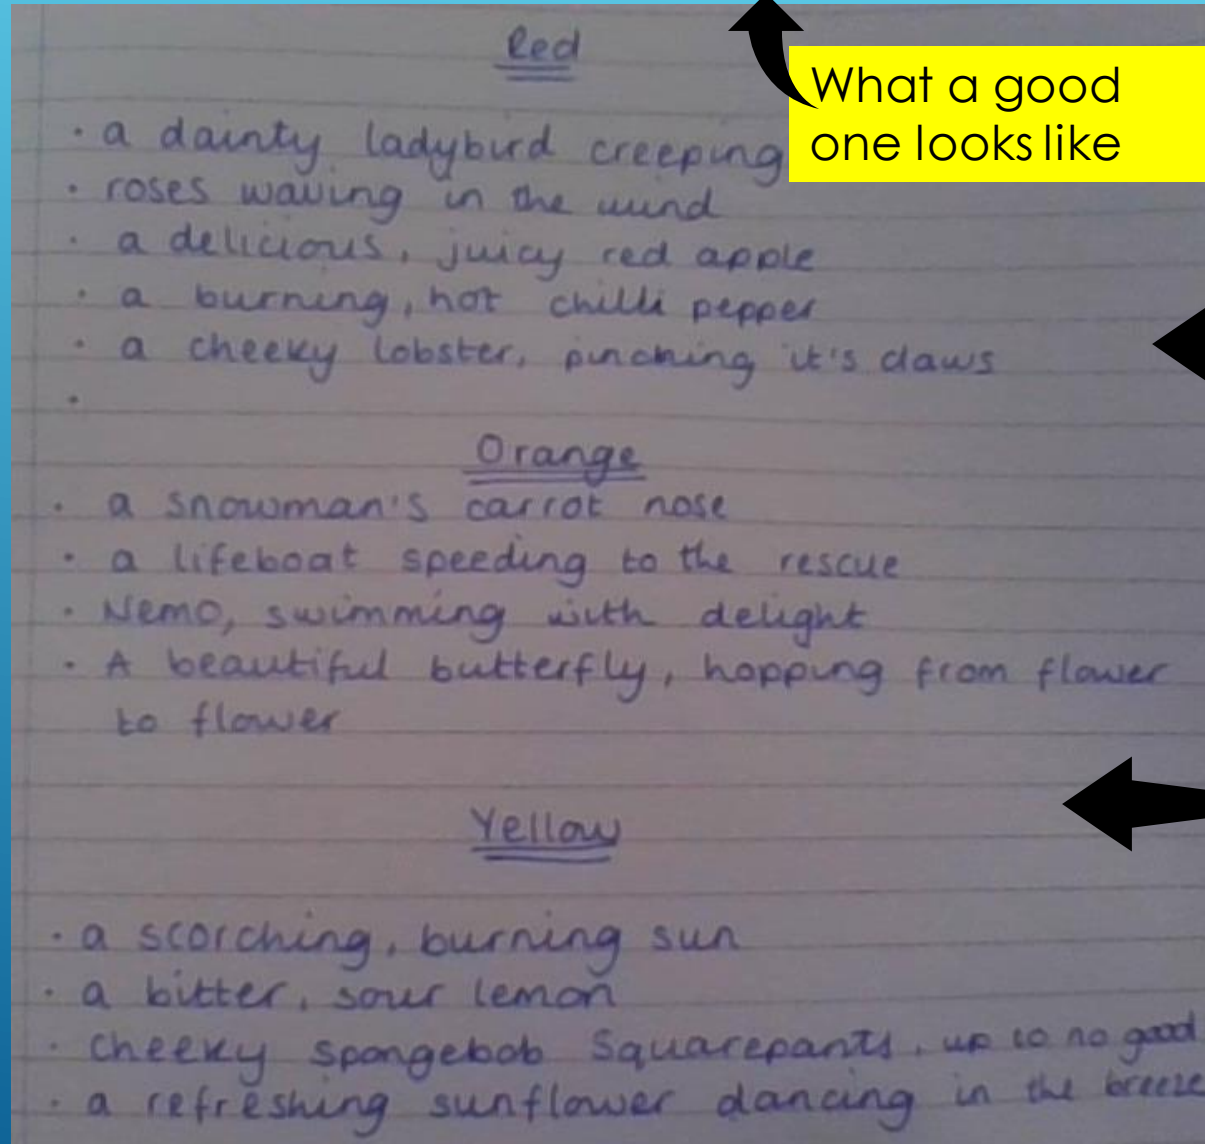 Red
What a good
one looks like
· a dainty ladybird creeping
· roses waving in the wind
· a delicious, juicy red apple
· a burning, hot chilli pepper
· a cheeky lobster, pinching it's claws
·
Orange
· a snowman's carrot nose
· a lifeboat speeding to the rescue
· Nemo, swimming with delight
· A beautiful butterfly, hopping from flower
to flower
Yellow
· a scorching, burning sun
· a bitter, sour lemon
· cheeky spongebob Squarepants, up to no good
· a refreshing sunflower dancing in the breeze